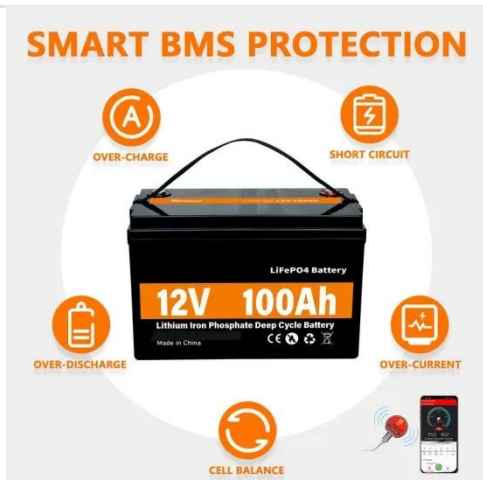 SMART BMS PROTECTION
OVER-CHARGE
SHORT CIRCUIT
LiFePO4 Battery
12V 100Ah
Lithium Iron Phosphate Deep Cycle Battery
Made in China
CE
OVER-DISCHARGE
OVER-CURRENT
CELL BALANCE